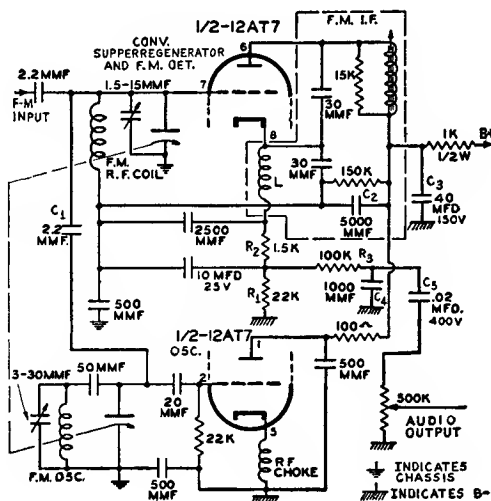 1/2-12AT7
CONV.
SUPPERREGENERATOR
AND F.M. DET.
6
2.2MMF
F-M
INPUT
1.5-15MMF
7
15K
30
MMF
F.M. I.F.
F.M.
R.F. COIL
8
30
MMF
1K
1/2W
B+
L
150K
C1
2.2
MMF.
C2
5000
MMF
C3
40
MFD
150V
2500
MMF
R2
1.5K
10 MFD
25V
100K
R3
R1
22K
1000
MMF
C4
C5
.02
MFD.
400V
500
MMF
1/2-12AT7
OSC.
1
100~
3-30MMF
50MMF
20
MMF
2
500
MMF
500K
AUDIO
OUTPUT
22K
5
F.M. OSC.
500
MMF
RF
CHOKE
INDICATES
CHASSIS
INDICATES B-